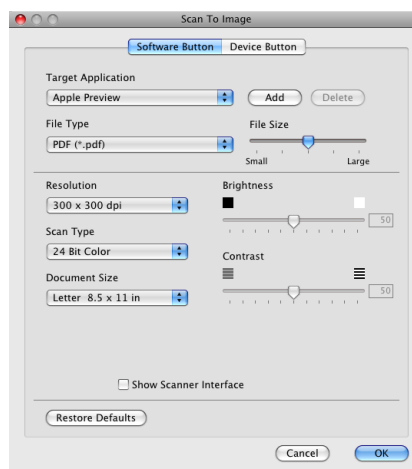 Scan To Image
Software Button Device Button
Target Application
Apple Preview Add Delete
File Type File Size
PDF (*.pdf)
Small Large
Resolution Brightness
300 x 300 dpi
50
Scan Type
24 Bit Color Contrast
Document Size
Letter 8.5 x 11 in 50
Show Scanner Interface
Restore Defaults
Cancel OK